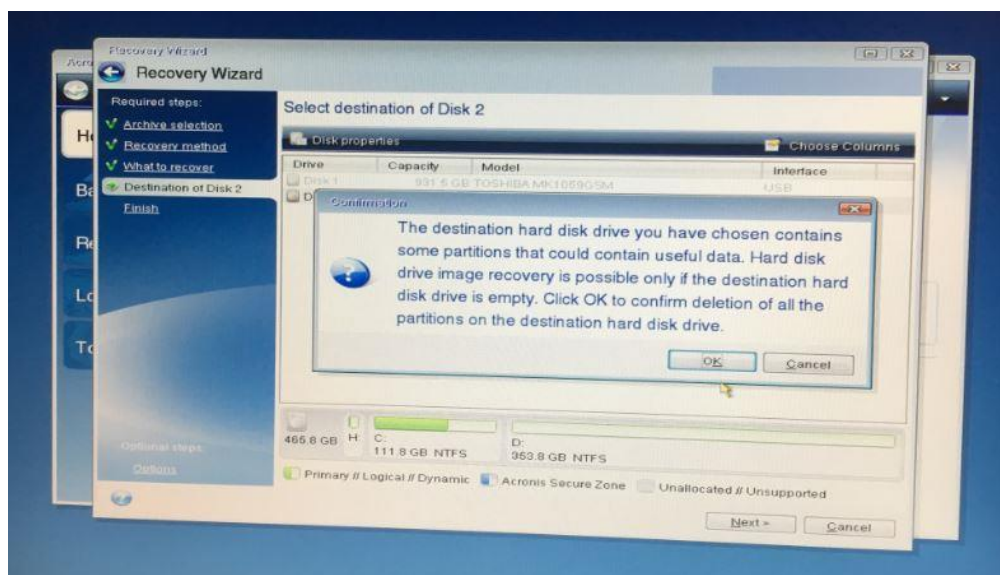 Recovery Wizard
Recovery Wizard
Required steps:
Archive selection
Recovery method
What to recover
Destination of Disk 2
Finish
Optional steps:
Options
Select destination of Disk 2
Disk properties
Choose Columns
Drive Capacity Model Interface
Disk 1 931.5 GB TOSHIBA MK1059GSM USB
D
Confirmation
The destination hard disk drive you have chosen contains
some partitions that could contain useful data. Hard disk
drive image recovery is possible only if the destination hard
disk drive is empty. Click OK to confirm deletion of all the
partitions on the destination hard disk drive.
OK Cancel
465.8 GB H: C: D:
111.8 GB NTFS 353.8 GB NTFS
Primary // Logical // Dynamic Acronis Secure Zone Unallocated // Unsupported
Next > Cancel
Acro
H
Ba
Re
Lo
To